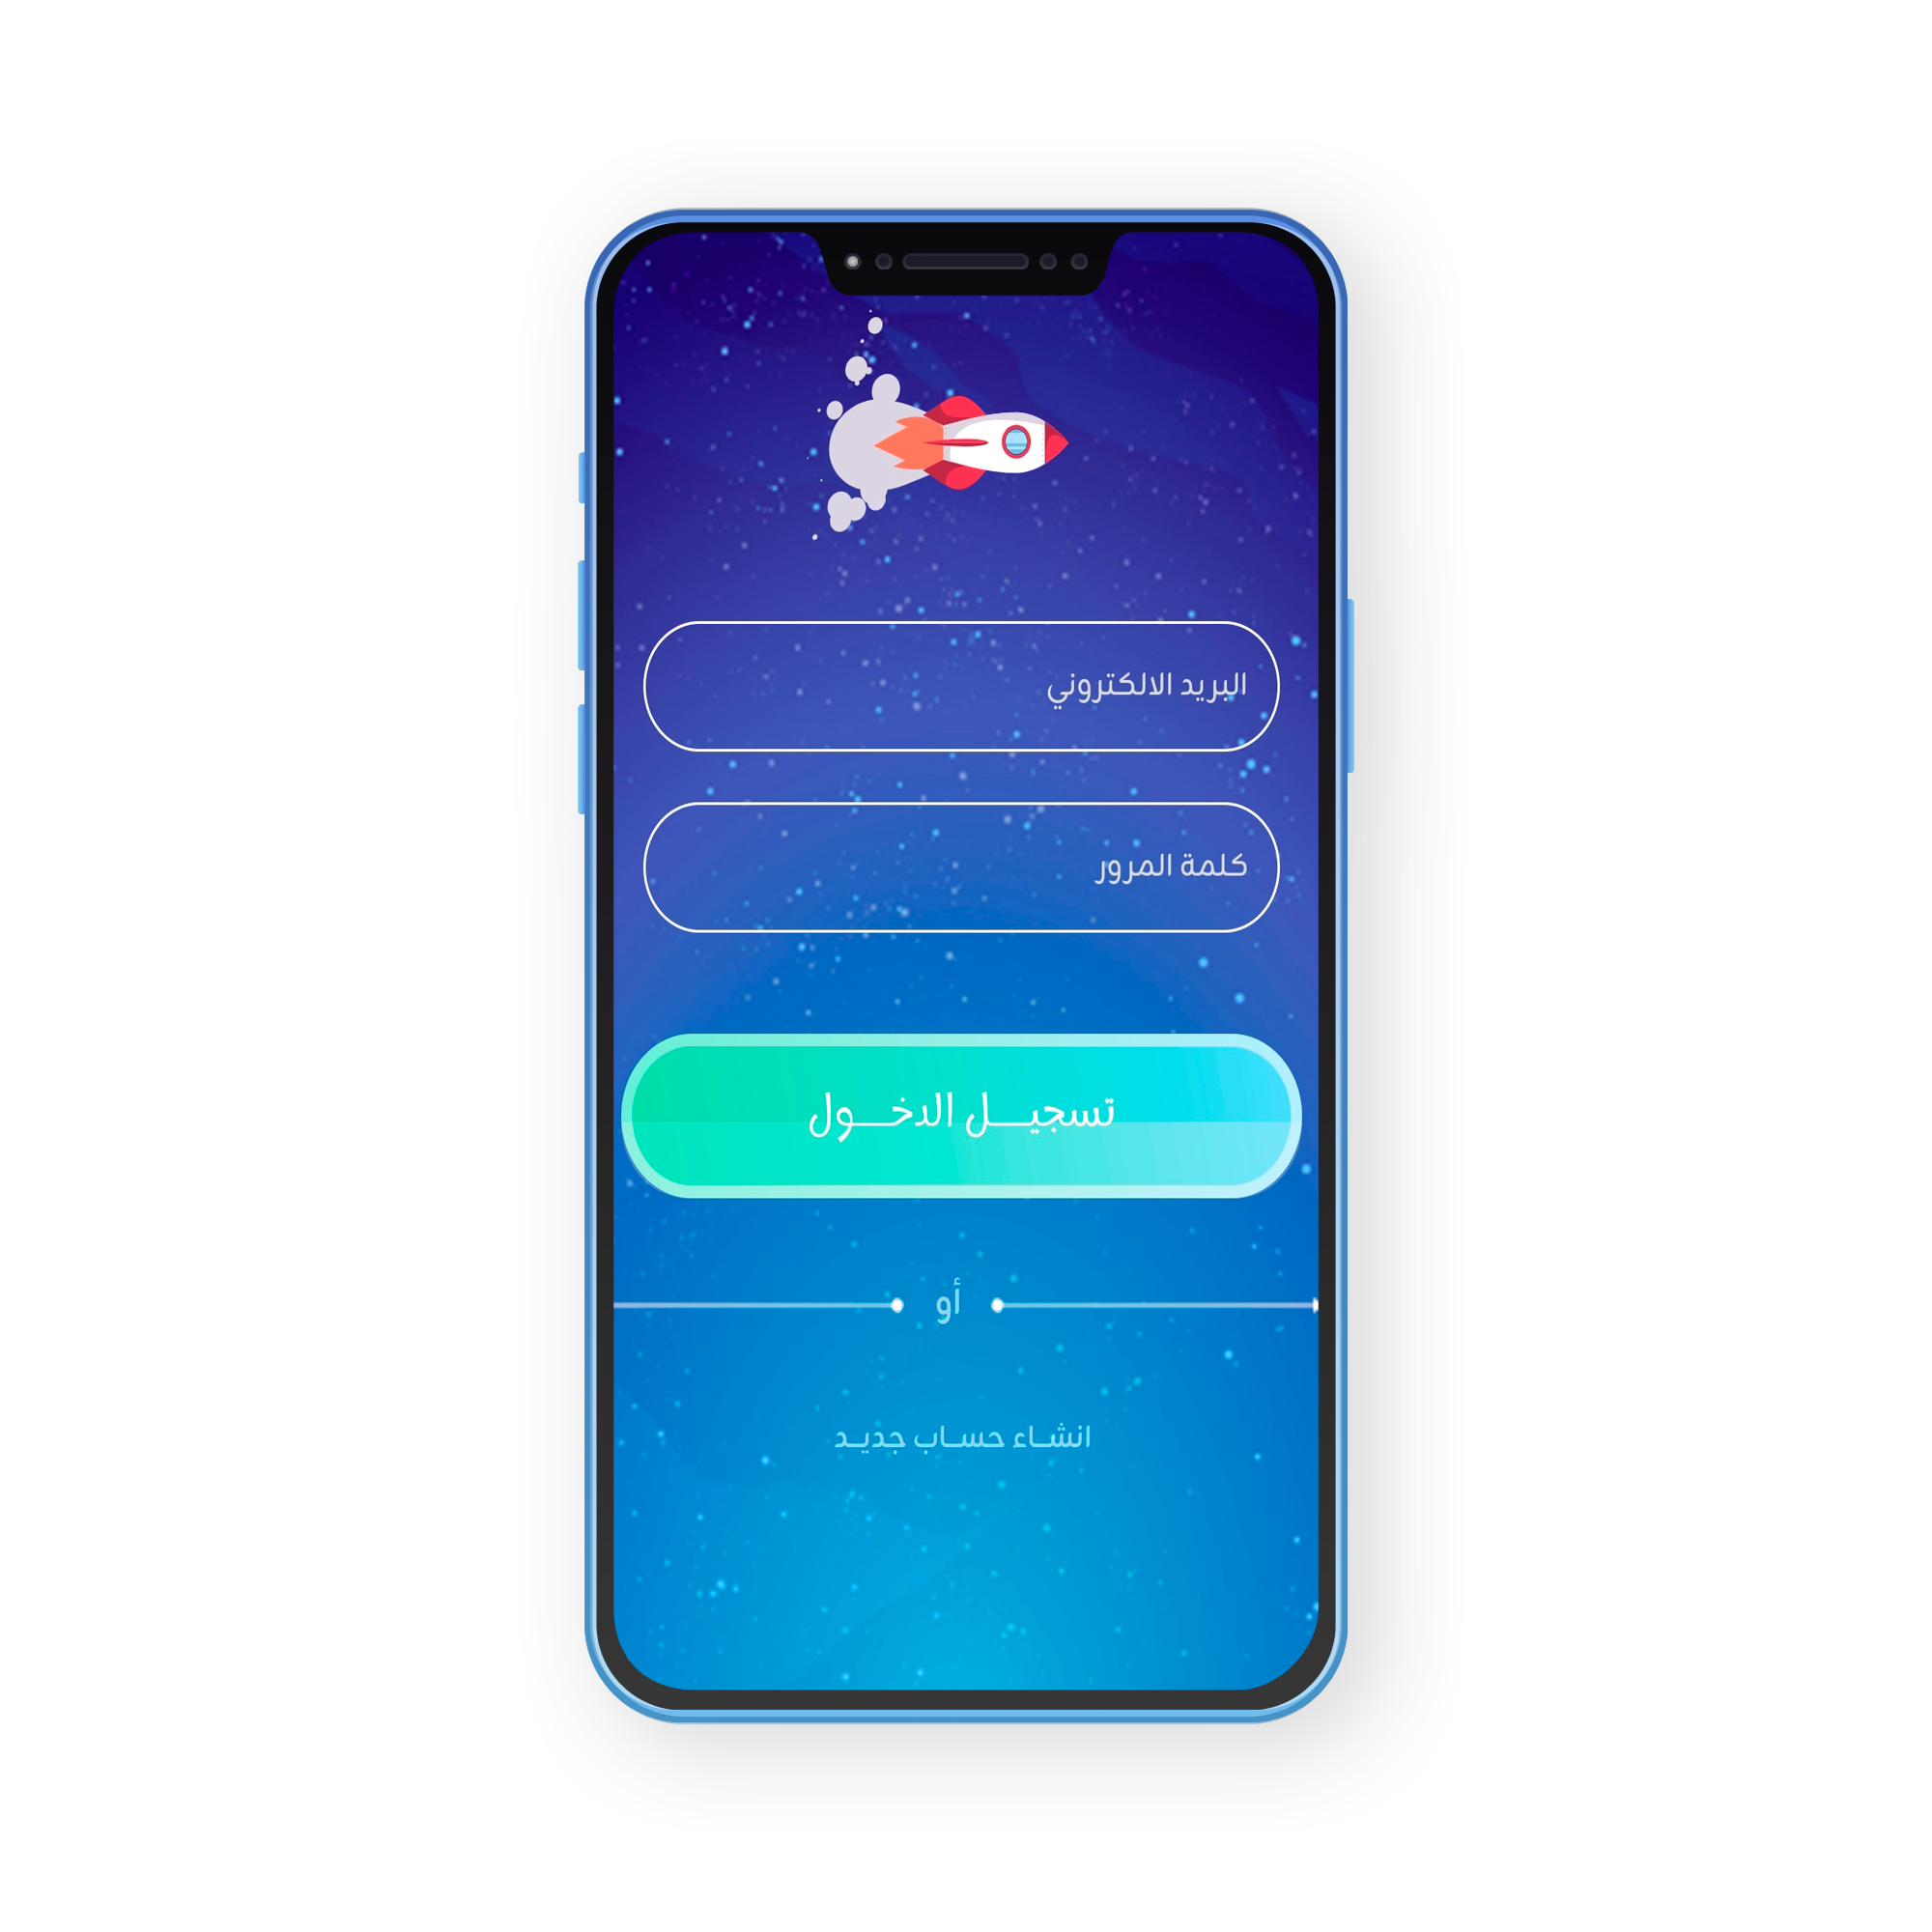 البريد الالكتروني
كلمة المرور
تسجيـــل الدخـــول
أو
انشـاء حسـاب جديـد